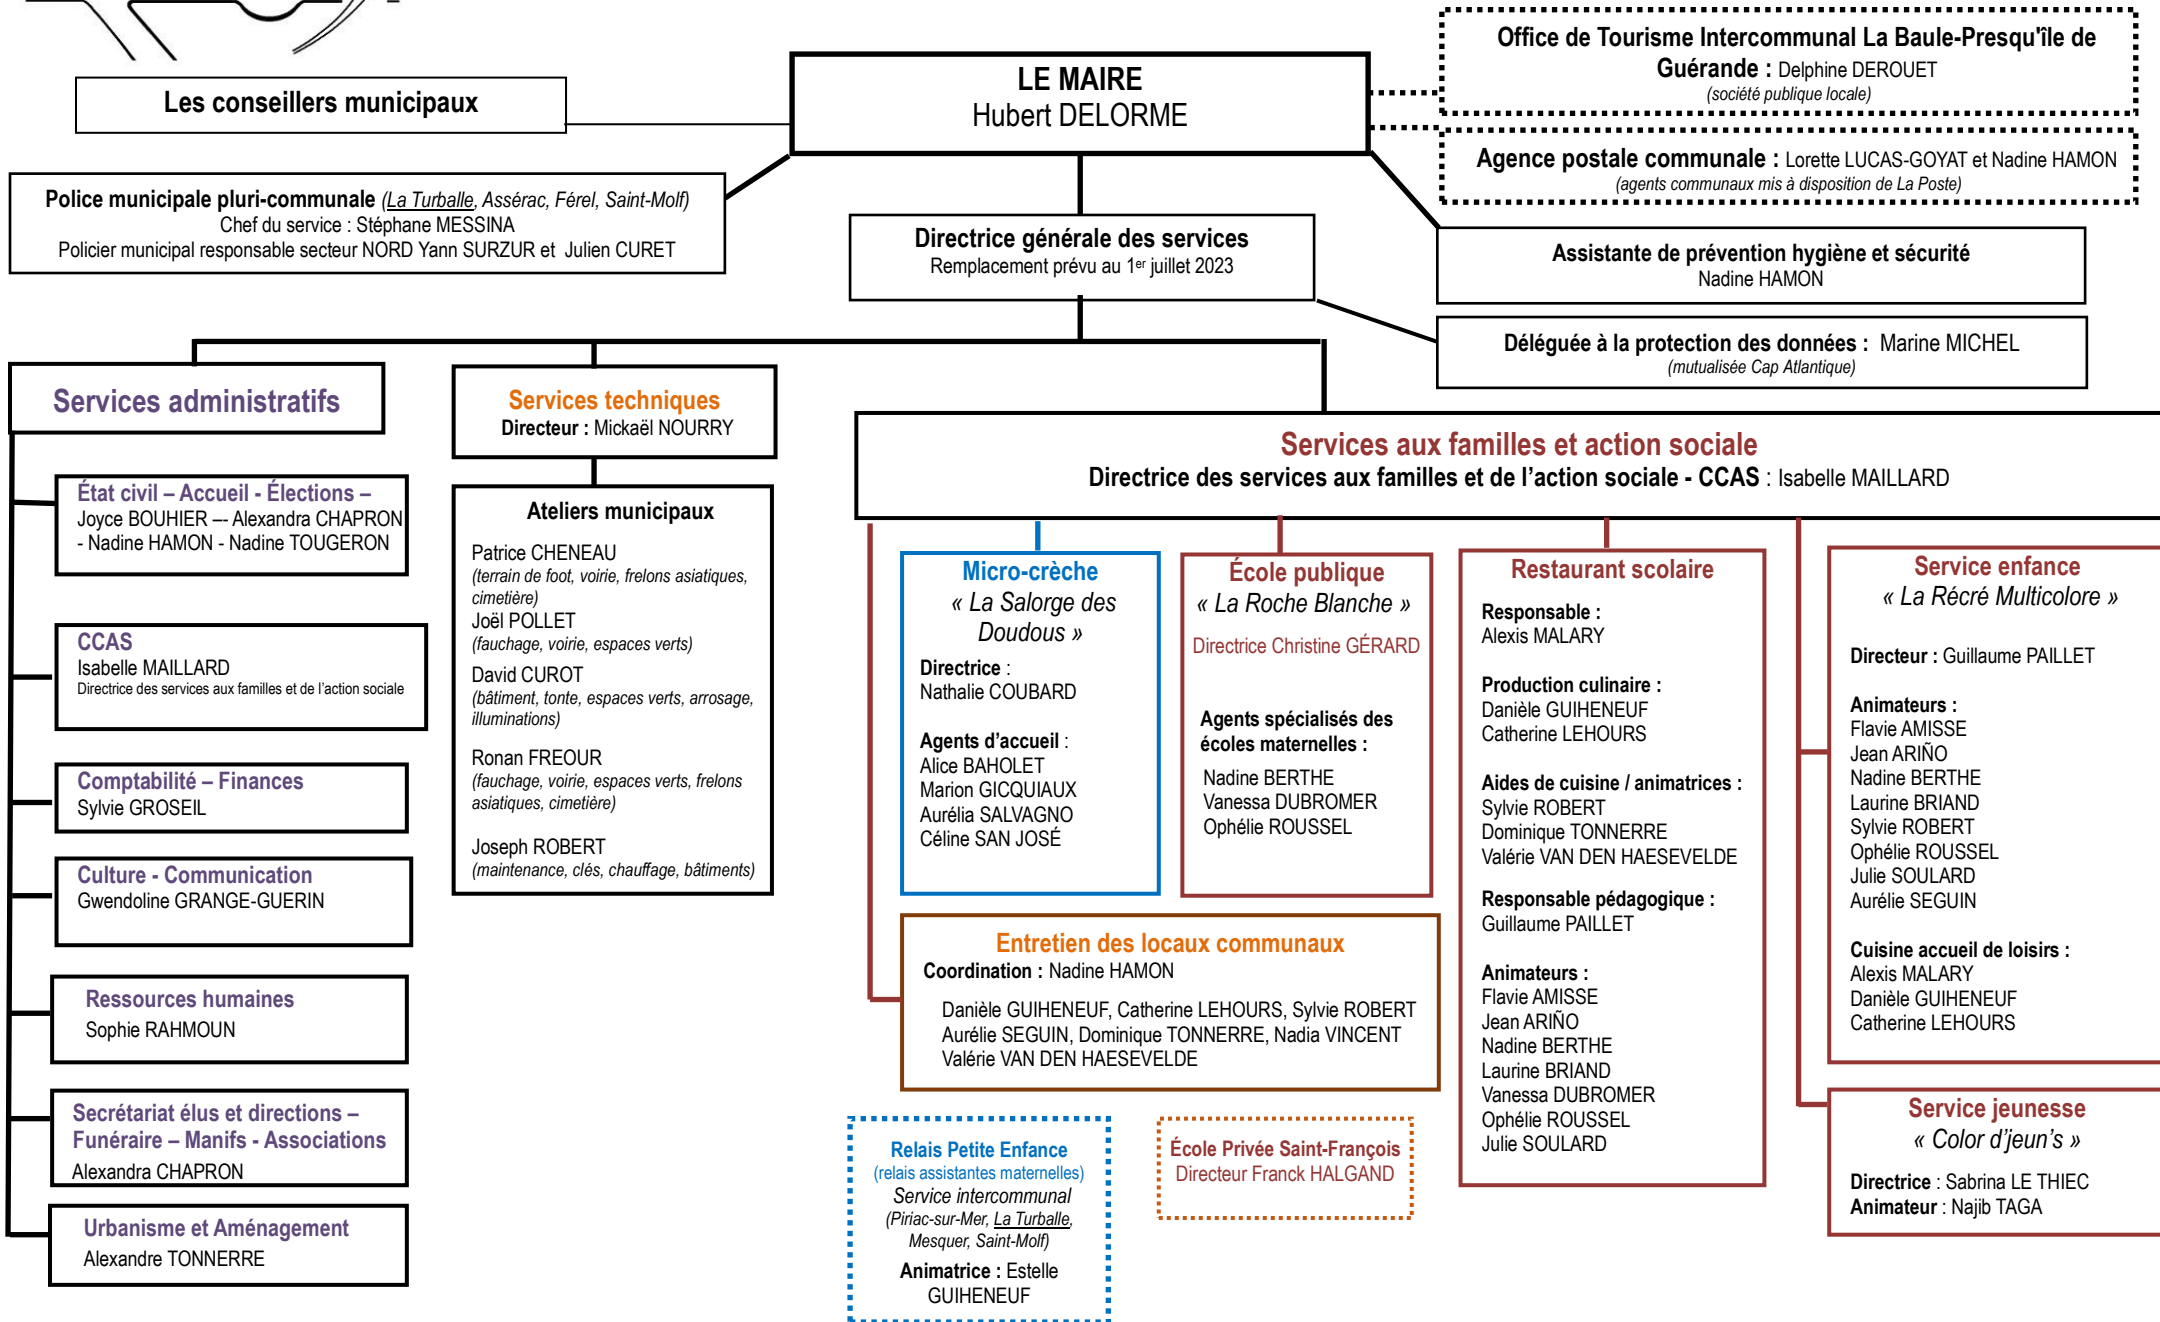 Office de Tourisme Intercommunal La Baule-Presqu'île de
Guérande : Delphine DEROUET
(société publique locale)
LE MAIRE
Hubert DELORME
Les conseillers municipaux
Agence postale communale : Lorette LUCAS-GOYAT et Nadine HAMON
(agents communaux mis à disposition de La Poste)
Police municipale pluri-communale (La Turballe, Assérac, Férel, Saint-Molf)
Chef du service : Stéphane MESSINA
Policier municipal responsable secteur NORD Yann SURZUR et Julien CURET
Directrice générale des services
Remplacement prévu au 1er juillet 2023
Assistante de prévention hygiène et sécurité
Nadine HAMON
Déléguée à la protection des données : Marine MICHEL
(mutualisée Cap Atlantique)
Services administratifs
État civil – Accueil - Élections –
Joyce BOUHIER –- Alexandra CHAPRON
- Nadine HAMON - Nadine TOUGERON
CCAS
Isabelle MAILLARD
Directrice des services aux familles et de l'action sociale
Comptabilité – Finances
Sylvie GROSEIL
Culture - Communication
Gwendoline GRANGE-GUERIN
Ressources humaines
Sophie RAHMOUN
Secrétariat élus et directions –
Funéraire – Manifs - Associations
Alexandra CHAPRON
Urbanisme et Aménagement
Alexandre TONNERRE
Services techniques
Directeur : Mickaël NOURRY
Ateliers municipaux
Patrice CHENEAU
(terrain de foot, voirie, frelons asiatiques,
cimetière)
Joël POLLET
(fauchage, voirie, espaces verts)
David CUROT
(bâtiment, tonte, espaces verts, arrosage,
illuminations)
Ronan FREOUR
(fauchage, voirie, espaces verts, frelons
asiatiques, cimetière)
Joseph ROBERT
(maintenance, clés, chauffage, bâtiments)
Services aux familles et action sociale
Directrice des services aux familles et de l'action sociale - CCAS : Isabelle MAILLARD
Micro-crèche
« La Salorge des
Doudous »
Directrice :
Nathalie COUBARD
Agents d'accueil :
Alice BAHOLET
Marion GICQUIAUX
Aurélia SALVAGNO
Céline SAN JOSÉ
École publique
« La Roche Blanche »
Directrice Christine GÉRARD
Agents spécialisés des
écoles maternelles :
Nadine BERTHE
Vanessa DUBROMER
Ophélie ROUSSEL
Entretien des locaux communaux
Coordination : Nadine HAMON
Danièle GUIHENEUF, Catherine LEHOURS, Sylvie ROBERT
Aurélie SEGUIN, Dominique TONNERRE, Nadia VINCENT
Valérie VAN DEN HAESEVELDE
Relais Petite Enfance
(relais assistantes maternelles)
Service intercommunal
(Piriac-sur-Mer, La Turballe,
Mesquer, Saint-Molf)
Animatrice : Estelle
GUIHENEUF
École Privée Saint-François
Directeur Franck HALGAND
Restaurant scolaire
Responsable :
Alexis MALARY
Production culinaire :
Danièle GUIHENEUF
Catherine LEHOURS
Aides de cuisine / animatrices :
Sylvie ROBERT
Dominique TONNERRE
Valérie VAN DEN HAESEVELDE
Responsable pédagogique :
Guillaume PAILLET
Animateurs :
Flavie AMISSE
Jean ARIÑO
Nadine BERTHE
Laurine BRIAND
Vanessa DUBROMER
Ophélie ROUSSEL
Julie SOULARD
Service enfance
« La Récré Multicolore »
Directeur : Guillaume PAILLET
Animateurs :
Flavie AMISSE
Jean ARIÑO
Nadine BERTHE
Laurine BRIAND
Sylvie ROBERT
Ophélie ROUSSEL
Julie SOULARD
Aurélie SEGUIN
Cuisine accueil de loisirs :
Alexis MALARY
Danièle GUIHENEUF
Catherine LEHOURS
Service jeunesse
« Color d'jeun's »
Directrice : Sabrina LE THIEC
Animateur : Najib TAGA